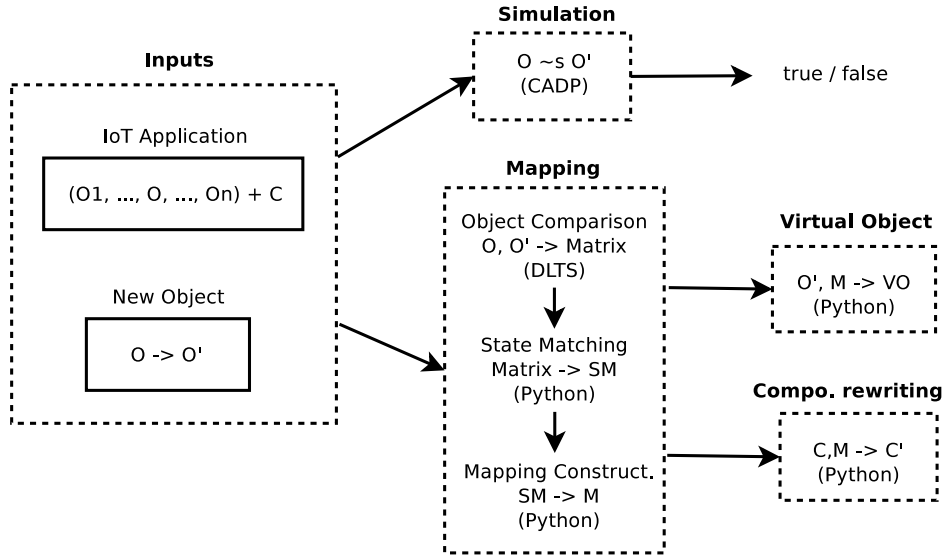 Inputs
IoT Application
(O1, ..., O, ..., On) + C
New Object
O -> O'
Simulation
O ~s O'
(CADP)
true / false
Mapping
Object Comparison
O, O' -> Matrix
(DLTS)
State Matching
Matrix -> SM
(Python)
Mapping Construct.
SM -> M
(Python)
Virtual Object
O', M -> VO
(Python)
Compo. rewriting
C,M -> C'
(Python)